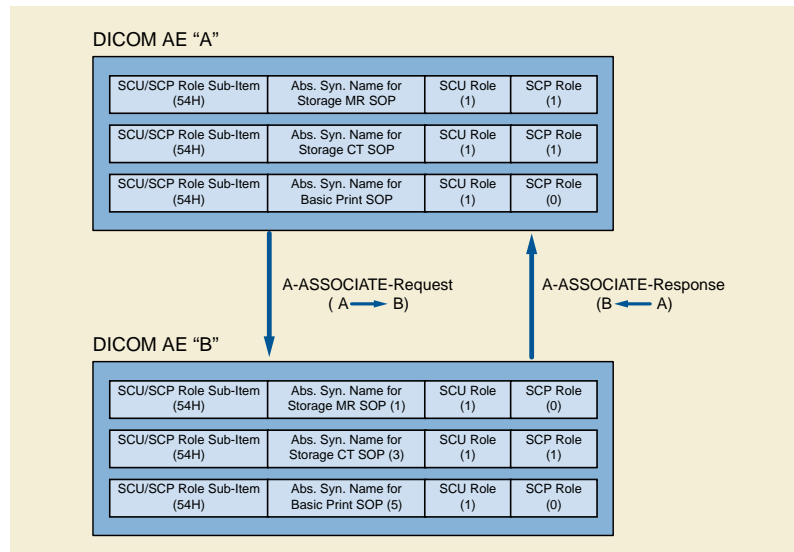 DICOM AE “A”
SCU/SCP Role Sub-Item (54H)
Abs. Syn. Name for Storage MR SOP
SCU Role (1)
SCP Role (1)
SCU/SCP Role Sub-Item (54H)
Abs. Syn. Name for Storage CT SOP
SCU Role (1)
SCP Role (1)
SCU/SCP Role Sub-Item (54H)
Abs. Syn. Name for Basic Print SOP
SCU Role (1)
SCP Role (0)
A-ASSOCIATE-Request
( A B)
A-ASSOCIATE-Response
(B A)
DICOM AE “B”
SCU/SCP Role Sub-Item (54H)
Abs. Syn. Name for Storage MR SOP (1)
SCU Role (1)
SCP Role (0)
SCU/SCP Role Sub-Item (54H)
Abs. Syn. Name for Storage CT SOP (3)
SCU Role (1)
SCP Role (1)
SCU/SCP Role Sub-Item (54H)
Abs. Syn. Name for Basic Print SOP (5)
SCU Role (1)
SCP Role (0)